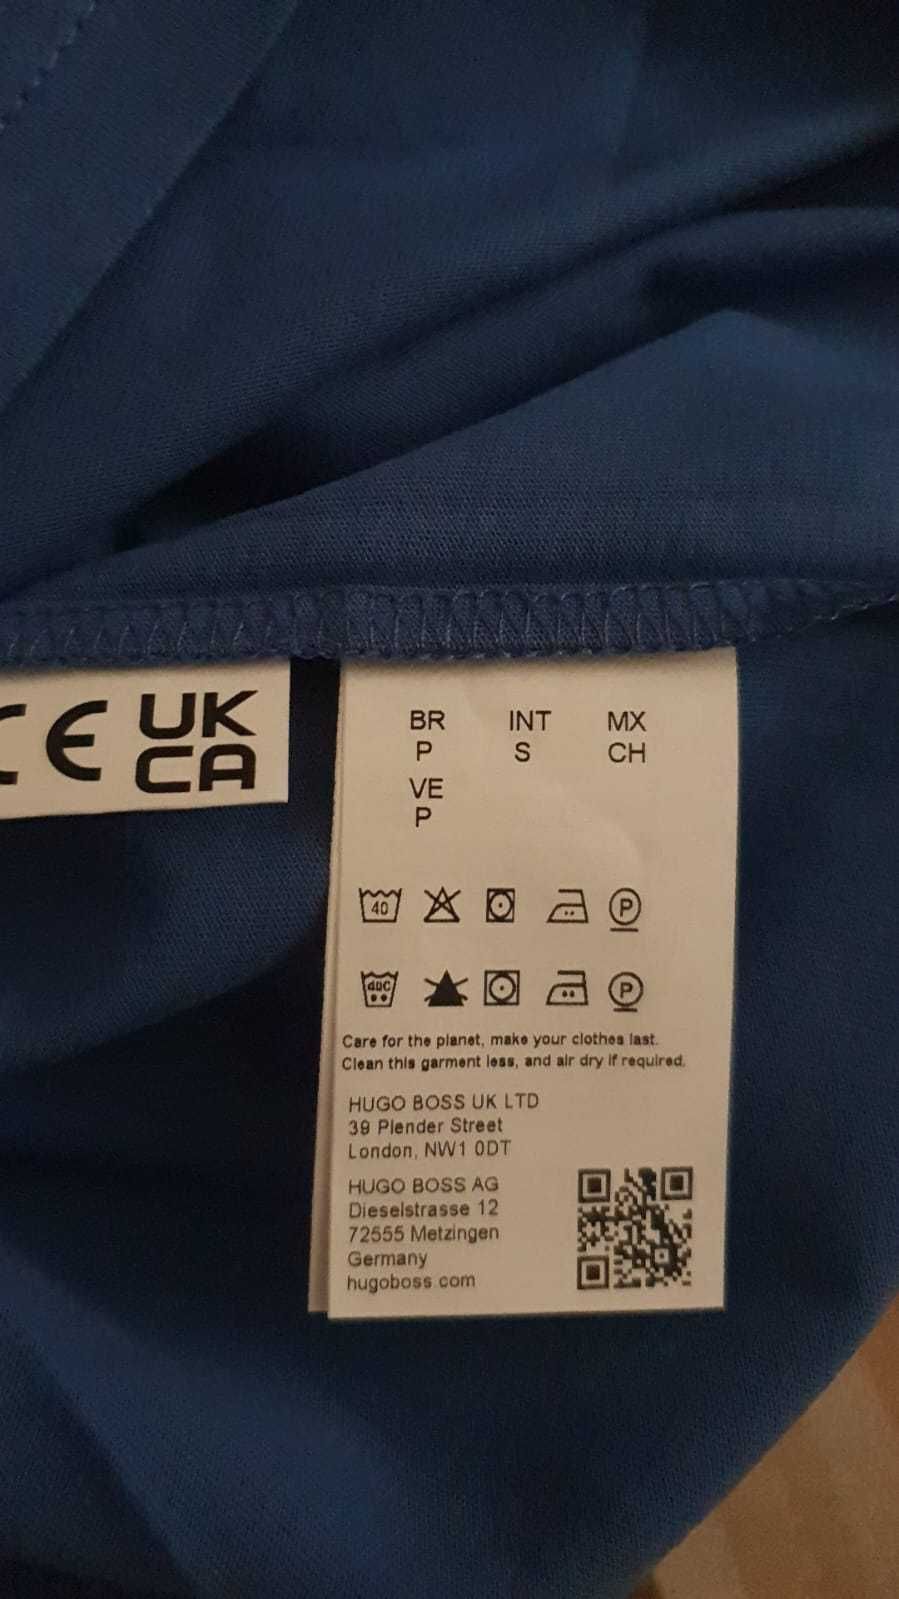 CE UK
CA
BR INT MX
P S CH
VE
P
40 P
40C P
Care for the planet, make your clothes last.
Clean this garment less, and air dry if required.
HUGO BOSS UK LTD
39 Plender Street
London, NW1 0DT
HUGO BOSS AG
Dieselstrasse 12
72555 Metzingen
Germany
hugoboss.com